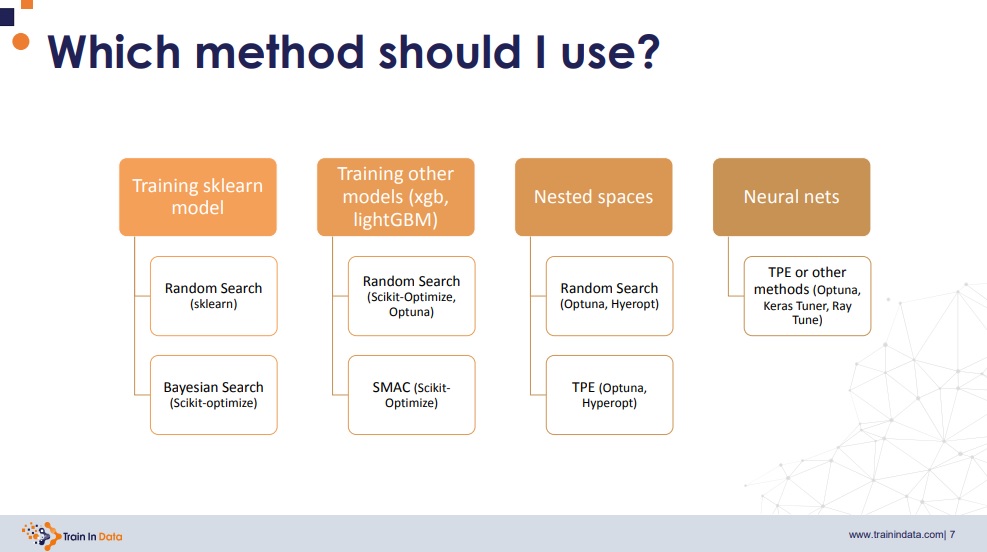 Which method should I use?
Training sklearn
model
Random Search
(sklearn)
Bayesian Search
(Scikit-optimize)
Training other
models (xgb,
lightGBM)
Random Search
(Scikit-Optimize,
Optuna)
SMAC (Scikit-
Optimize)
Nested spaces
Random Search
(Optuna, Hyeropt)
TPE (Optuna,
Hyperopt)
Neural nets
TPE or other
methods (Optuna,
Keras Tuner, Ray
Tune)
Train In Data
www.trainindata.com| 7